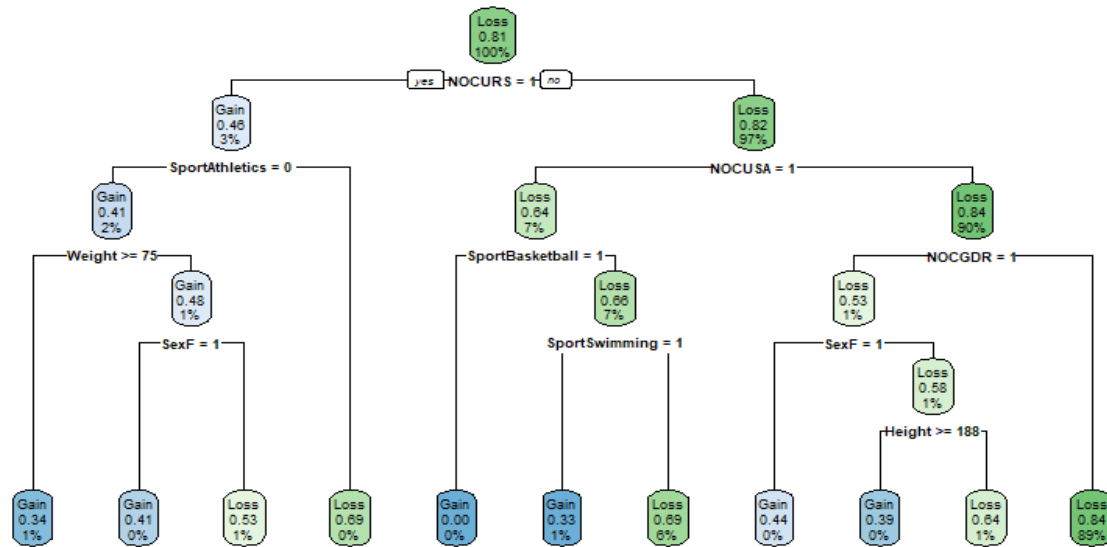 Loss
0.81
100%
yes NOCURS = 1 no
Gain
0.46
3%
Loss
0.82
97%
SportAthletics = 0
NOCUSA = 1
Gain
0.41
2%
Loss
0.64
7%
Loss
0.84
90%
Weight >= 75
SportBasketball = 1
NOCGDR = 1
Gain
0.48
1%
Loss
0.66
7%
Loss
0.53
1%
SexF = 1
SportSwimming = 1
SexF = 1
Loss
0.58
1%
Height >= 188
Gain
0.34
1%
Gain
0.41
0%
Loss
0.53
1%
Loss
0.69
0%
Gain
0.00
0%
Gain
0.33
1%
Loss
0.69
6%
Gain
0.44
0%
Gain
0.39
0%
Loss
0.64
1%
Loss
0.84
89%